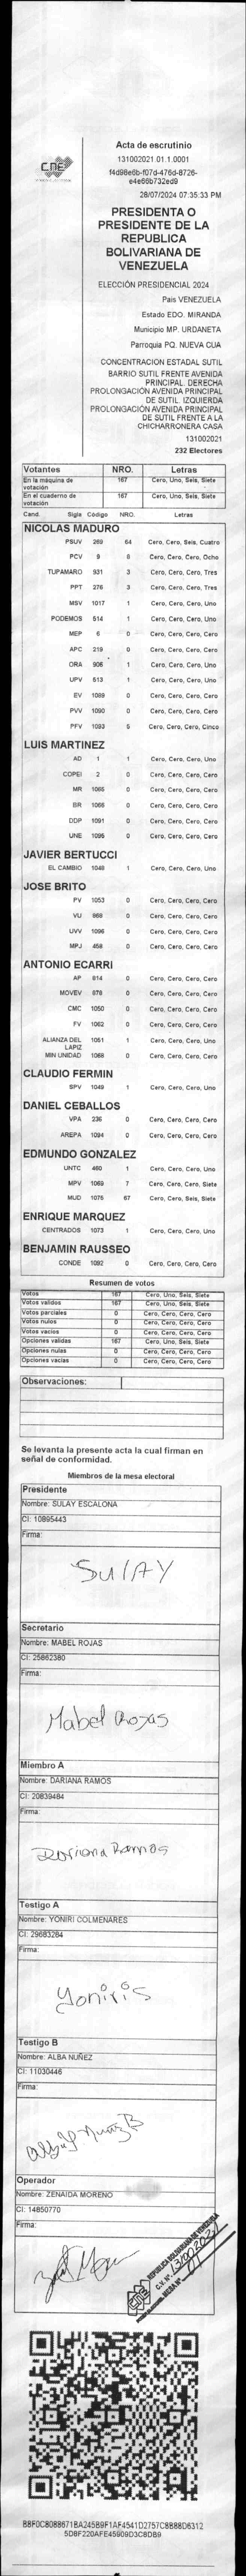 CNE
Acta de escrutinio
131002021.01.1.0001
f4d98e6b-f07d-476d-8726-
e4e66b732ed9
28/07/2024 07:35:33 PM
PRESIDENTA O
PRESIDENTE DE LA
REPUBLICA
BOLIVARIANA DE
VENEZUELA
ELECCIÓN PRESIDENCIAL 2024
Pais VENEZUELA
Estado EDO. MIRANDA
Municipio MP. URDANETA
Parroquia PQ. NUEVA CUA
CONCENTRACION ESTADAL SUTIL
BARRIO SUTIL FRENTE AVENIDA
PRINCIPAL. DERECHA
PROLONGACIÓN AVENIDA PRINCIPAL
DE SUTIL. IZQUIERDA
PROLONGACIÓN AVENIDA PRINCIPAL
DE SUTIL. FRENTE A LA
CHICHARRONERA CASA
131002021
232 Electores
Votantes NRO. Letras
En la máquina de votación 167 Cero, Uno, Seis, Siete
En el cuaderno de votación 167 Cero, Uno, Seis, Siete
Cand. Sigla Código NRO. Letras
NICOLAS MADURO
PSUV 269 64 Cero, Cero, Seis, Cuatro
PCV 9 8 Cero, Cero, Cero, Ocho
TUPAMARO 931 3 Cero, Cero, Cero, Tres
PPT 276 3 Cero, Cero, Cero, Tres
MSV 1017 1 Cero, Cero, Cero, Uno
PODEMOS 514 1 Cero, Cero, Cero, Uno
MEP 6 0 Cero, Cero, Cero, Cero
APC 219 0 Cero, Cero, Cero, Cero
ORA 906 1 Cero, Cero, Cero, Uno
UPV 513 1 Cero, Cero, Cero, Uno
EV 1089 0 Cero, Cero, Cero, Cero
PVV 1090 0 Cero, Cero, Cero, Cero
PFV 1093 5 Cero, Cero, Cero, Cinco
LUIS MARTINEZ
AD 1 1 Cero, Cero, Cero, Uno
COPEI 2 0 Cero, Cero, Cero, Cero
MR 1065 0 Cero, Cero, Cero, Cero
BR 1066 0 Cero, Cero, Cero, Cero
DDP 1091 0 Cero, Cero, Cero, Cero
UNE 1095 0 Cero, Cero, Cero, Cero
JAVIER BERTUCCI
EL CAMBIO 1048 1 Cero, Cero, Cero, Uno
JOSE BRITO
PV 1053 0 Cero, Cero, Cero, Cero
VU 868 0 Cero, Cero, Cero, Cero
UVV 1096 0 Cero, Cero, Cero, Cero
MPJ 458 0 Cero, Cero, Cero, Cero
ANTONIO ECARRI
AP 814 0 Cero, Cero, Cero, Cero
MOVEV 878 0 Cero, Cero, Cero, Cero
CMC 1050 0 Cero, Cero, Cero, Cero
FV 1062 0 Cero, Cero, Cero, Cero
ALIANZA DEL LAPIZ 1051 1 Cero, Cero, Cero, Uno
MIN UNIDAD 1068 0 Cero, Cero, Cero, Cero
CLAUDIO FERMIN
SPV 1049 1 Cero, Cero, Cero, Uno
DANIEL CEBALLOS
VPA 236 0 Cero, Cero, Cero, Cero
AREPA 1094 0 Cero, Cero, Cero, Cero
EDMUNDO GONZALEZ
UNTC 460 1 Cero, Cero, Cero, Uno
MPV 1069 7 Cero, Cero, Cero, Siete
MUD 1075 67 Cero, Cero, Seis, Siete
ENRIQUE MARQUEZ
CENTRADOS 1073 1 Cero, Cero, Cero, Uno
BENJAMIN RAUSSEO
CONDE 1092 0 Cero, Cero, Cero, Cero
Resumen de votos
Votos 167 Cero, Uno, Seis, Siete
Votos validos 167 Cero, Uno, Seis, Siete
Votos parciales 0 Cero, Cero, Cero, Cero
Votos nulos 0 Cero, Cero, Cero, Cero
Votos vacios 0 Cero, Cero, Cero, Cero
Opciones validas 167 Cero, Uno, Seis, Siete
Opciones nulas 0 Cero, Cero, Cero, Cero
Opciones vacias 0 Cero, Cero, Cero, Cero
Observaciones:
Se levanta la presente acta la cual firman en
señal de conformidad.
Miembros de la mesa electoral
Presidente
Nombre: SULAY ESCALONA
CI: 10895443
Firma:
SULAY
Secretario
Nombre: MABEL ROJAS
CI: 25862380
Firma:
Mabel Rojas
Miembro A
Nombre: DARIANA RAMOS
CI: 20839484
Firma:
Dariana Ramos
Testigo A
Nombre: YONIRI COLMENARES
CI: 29683284
Firma:
Yoniris
Testigo B
Nombre: ALBA NUÑEZ
CI: 11030446
Firma:
Operador
Nombre: ZENAIDA MORENO
CI: 14850770
Firma:
REPUBLICA BOLIVARIANA DE VENEZUELA
CNE
C.V. Nº 131002021
MESA Nº 01
B8F0C8088671BA245B9F1AF4541D2757C8B88D6312
5D8F220AFE45909D3C8DB9